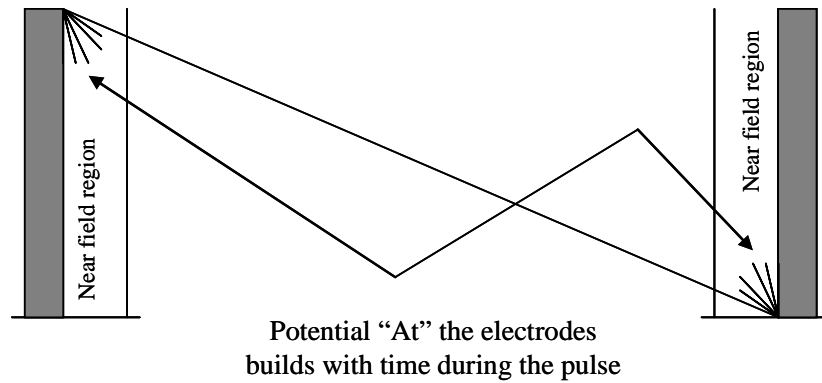 Near field region
Near field region
Potential “At” the electrodes
builds with time during the pulse